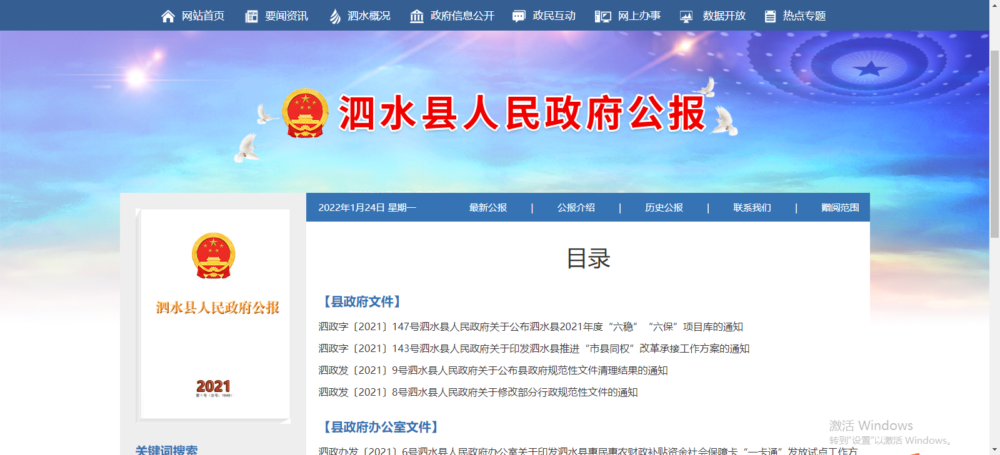 网站首页 要闻资讯 泗水概况 政府信息公开 政民互动 网上办事 数据开放 热点专题
泗水县人民政府公报
2022年1月24日 星期一 最新公报 | 公报介绍 | 历史公报 | 联系我们 | 赠阅范围
泗水县人民政府公报
2021
目录
【县政府文件】
泗政字〔2021〕147号泗水县人民政府关于公布泗水县2021年度“六稳”“六保”项目库的通知
泗政字〔2021〕143号泗水县人民政府关于印发泗水县推进“市县同权”改革承接工作方案的通知
泗政发〔2021〕9号泗水县人民政府关于公布县政府规范性文件清理结果的通知
泗政发〔2021〕8号泗水县人民政府关于修改部分行政规范性文件的通知
【县政府办公室文件】
泗政办发〔2021〕6号泗水县人民政府办公室关于印发泗水县惠民惠农财政补贴资金社会保障卡“一卡通”发放试点工作方
关键词搜索
激活 Windows
转到“设置”以激活 Windows。